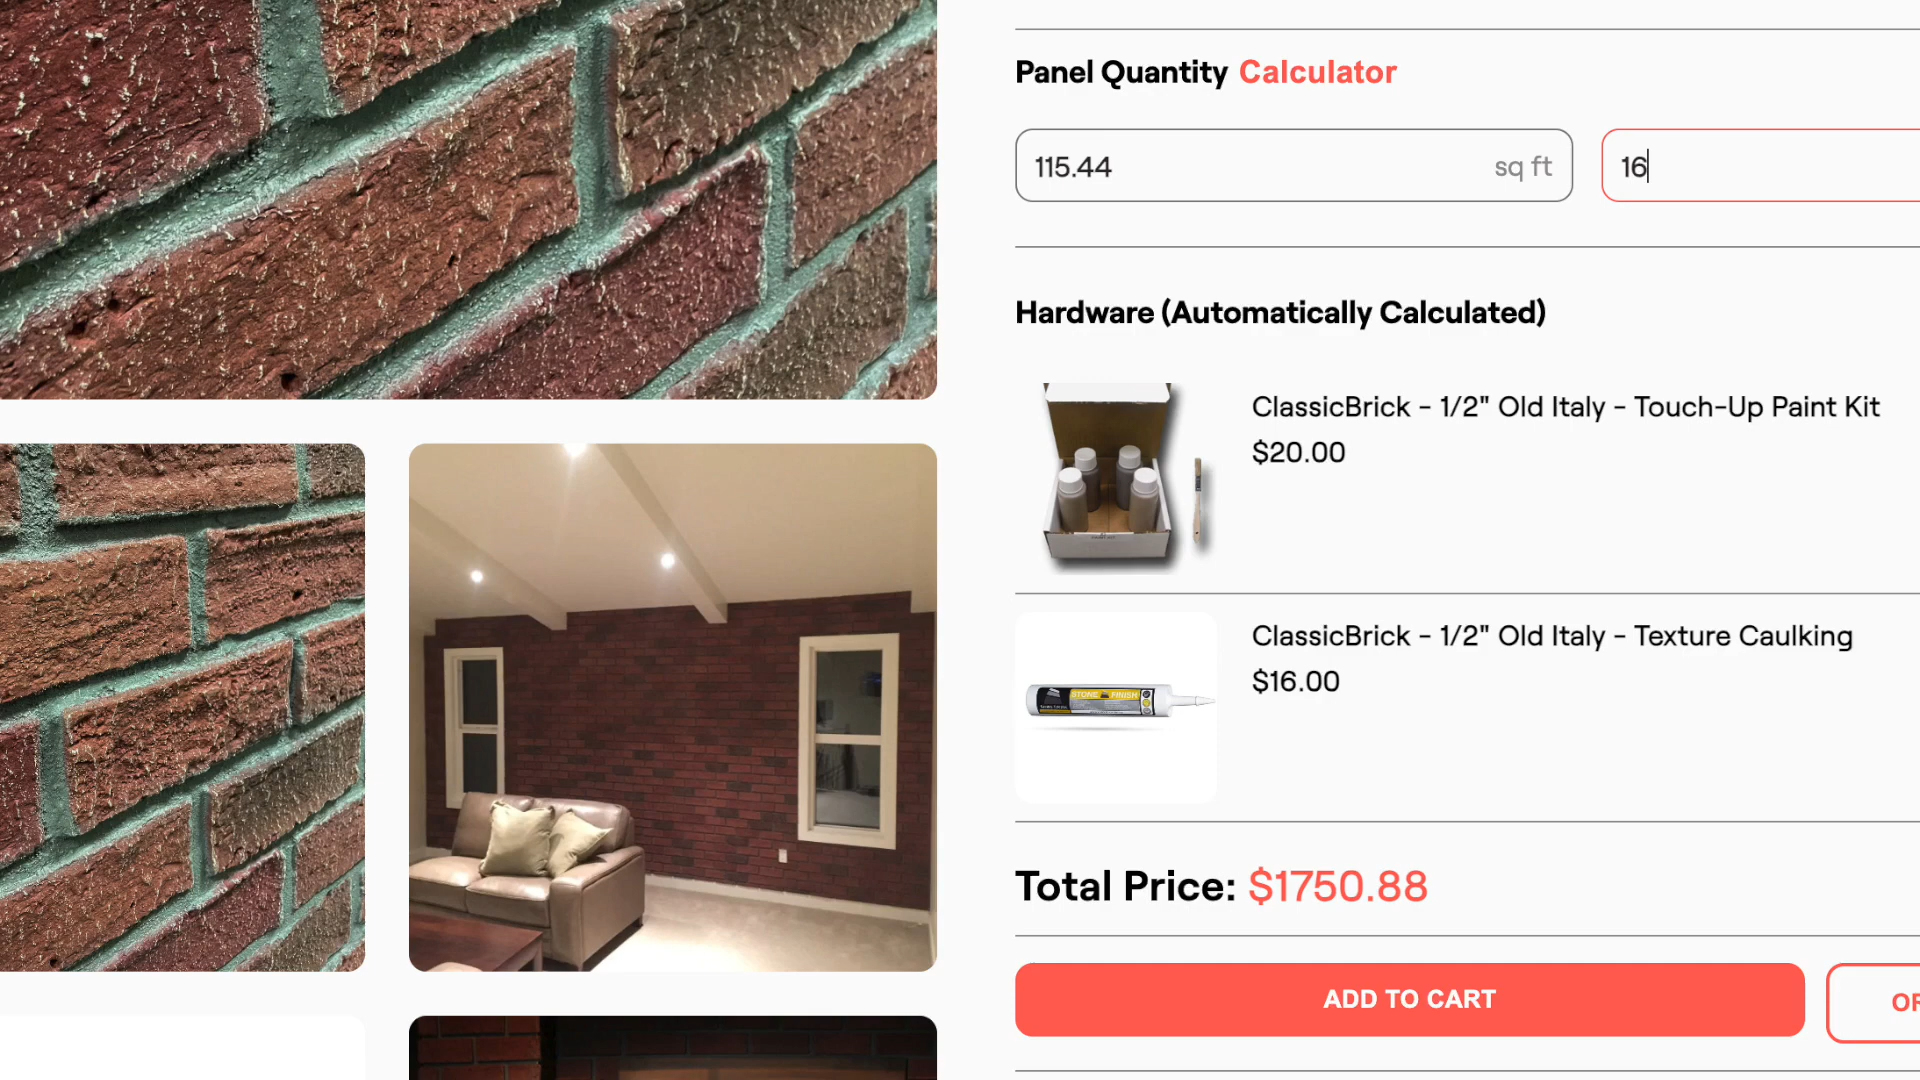 Panel Quantity Calculator
115.44 sq ft
16
Hardware (Automatically Calculated)
ClassicBrick - 1/2" Old Italy - Touch-Up Paint Kit
$20.00
ClassicBrick - 1/2" Old Italy - Texture Caulking
$16.00
STONE FINISH
Total Price: $1750.88
ADD TO CART